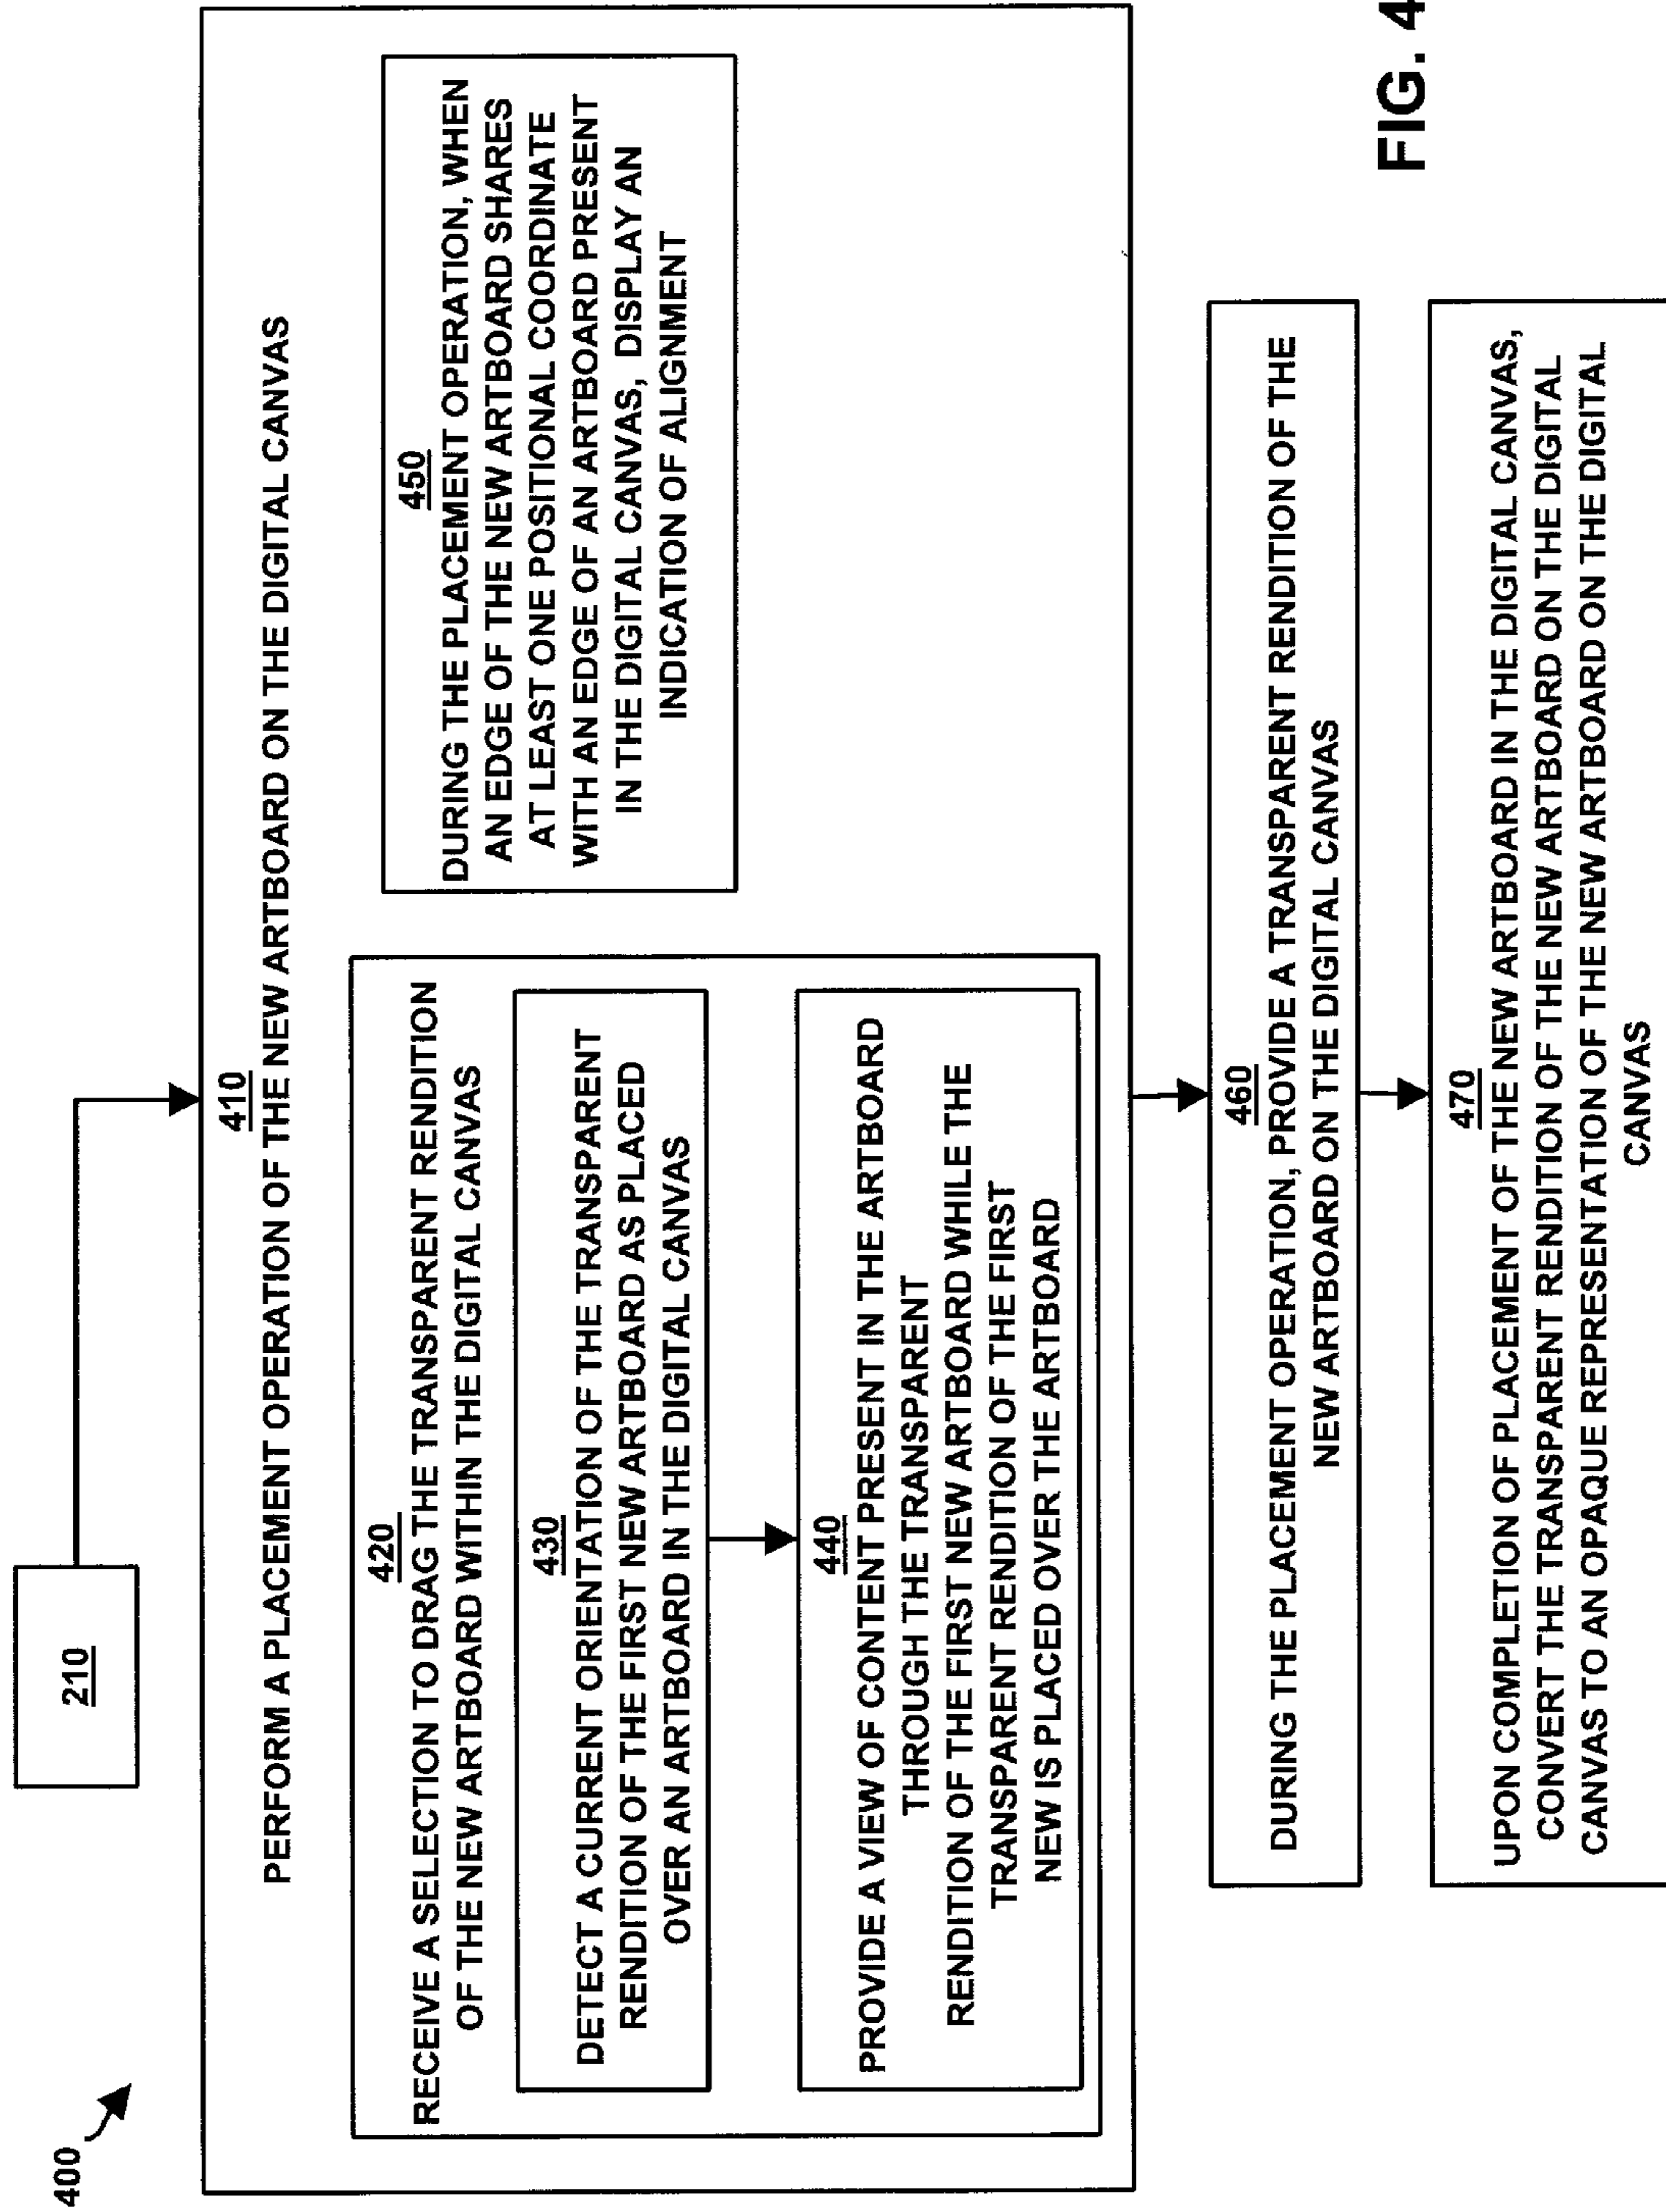 400
210
410
PERFORM A PLACEMENT OPERATION OF THE NEW ARTBOARD ON THE DIGITAL CANVAS
420
RECEIVE A SELECTION TO DRAG THE TRANSPARENT RENDITION
OF THE NEW ARTBOARD WITHIN THE DIGITAL CANVAS
430
DETECT A CURRENT ORIENTATION OF THE TRANSPARENT
RENDITION OF THE FIRST NEW ARTBOARD AS PLACED
OVER AN ARTBOARD IN THE DIGITAL CANVAS
440
PROVIDE A VIEW OF CONTENT PRESENT IN THE ARTBOARD
THROUGH THE TRANSPARENT
RENDITION OF THE FIRST NEW ARTBOARD WHILE THE
TRANSPARENT RENDITION OF THE FIRST
NEW IS PLACED OVER THE ARTBOARD
450
DURING THE PLACEMENT OPERATION, WHEN
AN EDGE OF THE NEW ARTBOARD SHARES
AT LEAST ONE POSITIONAL COORDINATE
WITH AN EDGE OF AN ARTBOARD PRESENT
IN THE DIGITAL CANVAS, DISPLAY AN
INDICATION OF ALIGNMENT
460
DURING THE PLACEMENT OPERATION, PROVIDE A TRANSPARENT RENDITION OF THE
NEW ARTBOARD ON THE DIGITAL CANVAS
470
UPON COMPLETION OF PLACEMENT OF THE NEW ARTBOARD IN THE DIGITAL CANVAS,
CONVERT THE TRANSPARENT RENDITION OF THE NEW ARTBOARD ON THE DIGITAL
CANVAS TO AN OPAQUE REPRESENTATION OF THE NEW ARTBOARD ON THE DIGITAL
CANVAS
FIG. 4